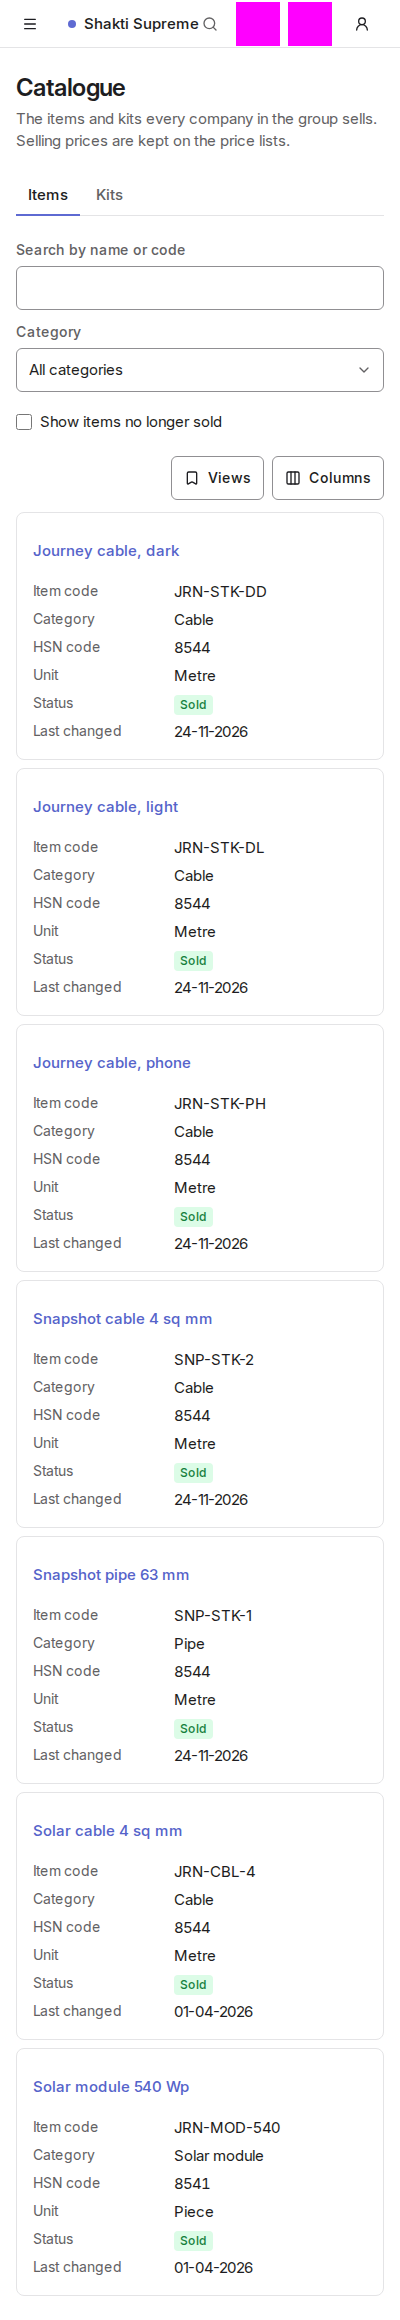 Shakti Supreme
Catalogue
The items and kits every company in the group sells.
Selling prices are kept on the price lists.
Items Kits
Search by name or code
Category
All categories
Show items no longer sold
Views Columns
Journey cable, dark
Item code JRN-STK-DD
Category Cable
HSN code 8544
Unit Metre
Status Sold
Last changed 24-11-2026
Journey cable, light
Item code JRN-STK-DL
Category Cable
HSN code 8544
Unit Metre
Status Sold
Last changed 24-11-2026
Journey cable, phone
Item code JRN-STK-PH
Category Cable
HSN code 8544
Unit Metre
Status Sold
Last changed 24-11-2026
Snapshot cable 4 sq mm
Item code SNP-STK-2
Category Cable
HSN code 8544
Unit Metre
Status Sold
Last changed 24-11-2026
Snapshot pipe 63 mm
Item code SNP-STK-1
Category Pipe
HSN code 8544
Unit Metre
Status Sold
Last changed 24-11-2026
Solar cable 4 sq mm
Item code JRN-CBL-4
Category Cable
HSN code 8544
Unit Metre
Status Sold
Last changed 01-04-2026
Solar module 540 Wp
Item code JRN-MOD-540
Category Solar module
HSN code 8541
Unit Piece
Status Sold
Last changed 01-04-2026